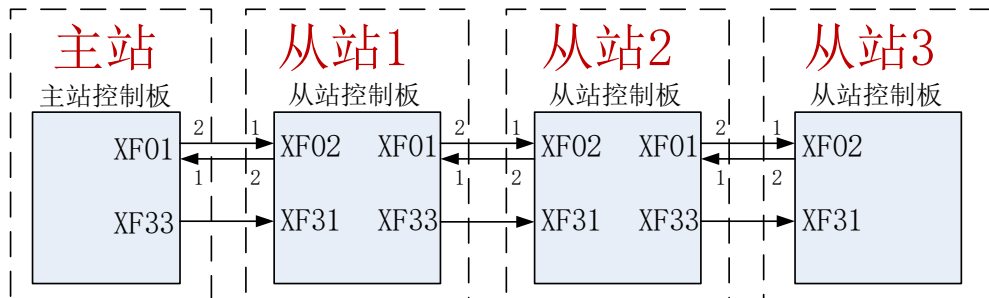 主站 从站1 从站2 从站3
主站控制板 从站控制板 从站控制板 从站控制板
2 1 2 1 2 1
XF01 XF02 XF01 XF02 XF01 XF02
1 2 1 2 1 2
XF33 XF31 XF33 XF31 XF33 XF31